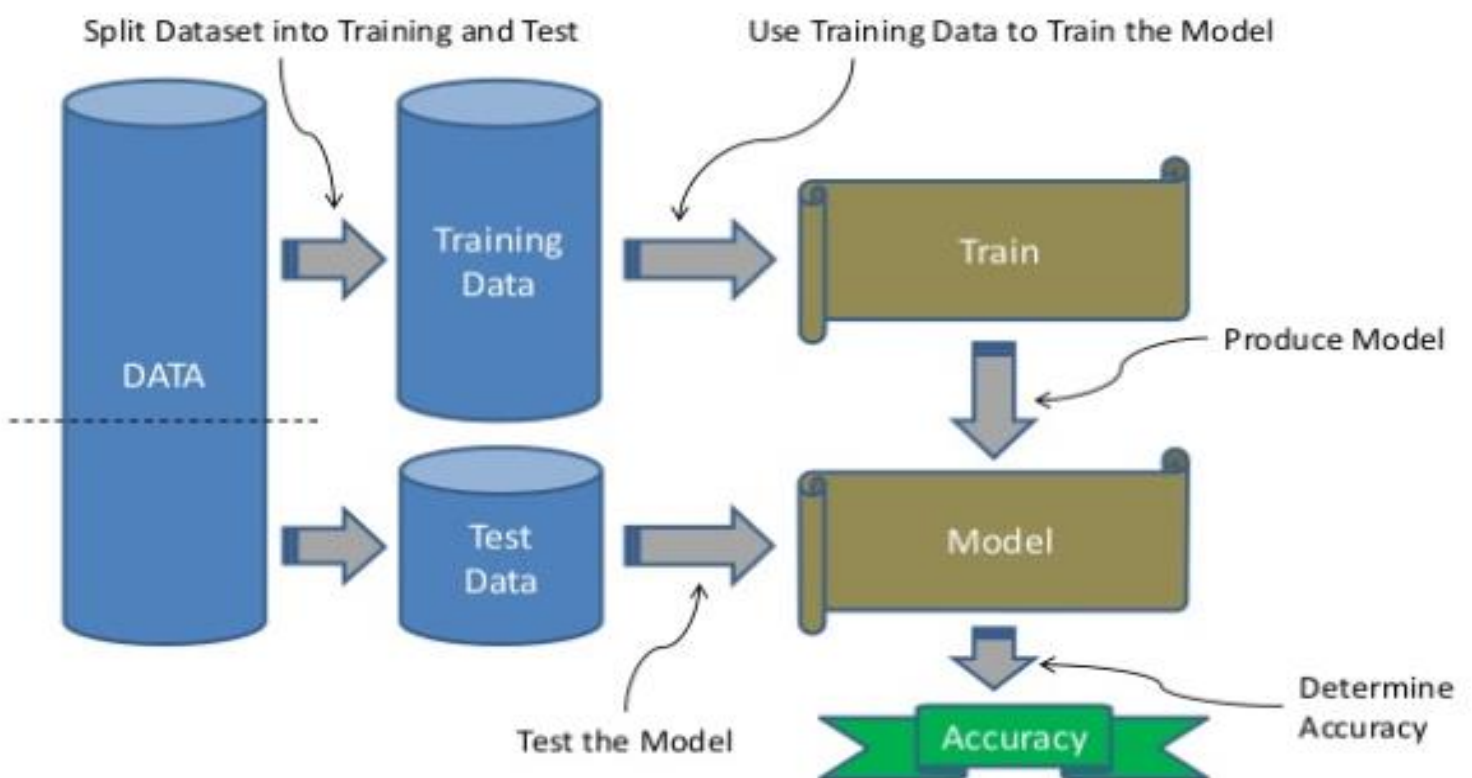 Split Dataset into Training and Test
Use Training Data to Train the Model
DATA
Training
Data
Train
Produce Model
Test
Data
Model
Test the Model
Accuracy
Determine
Accuracy